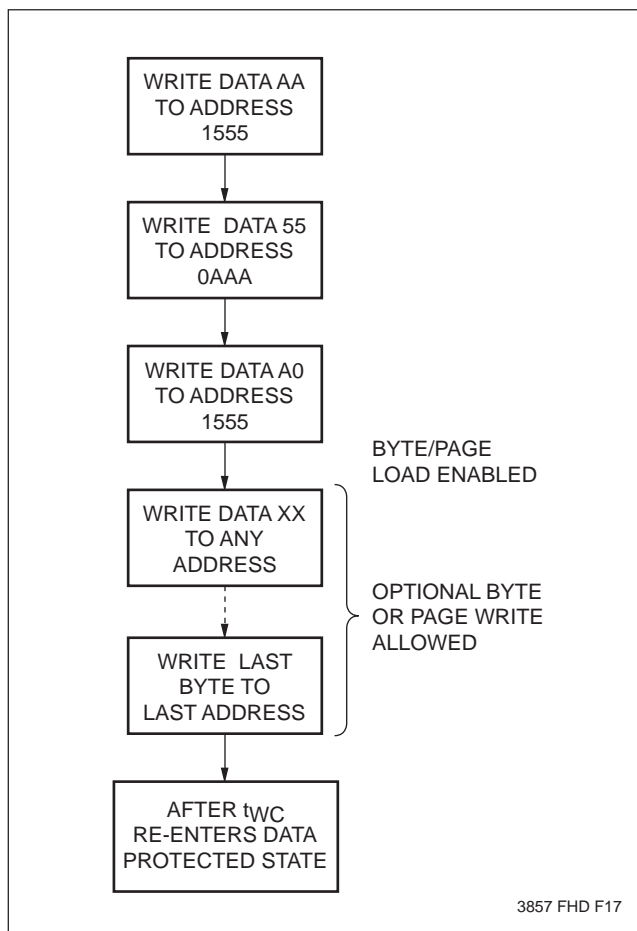 WRITE DATA AA
TO ADDRESS
1555
WRITE DATA 55
TO ADDRESS
0AAA
WRITE DATA A0
TO ADDRESS
1555
BYTE/PAGE
LOAD ENABLED
WRITE DATA XX
TO ANY
ADDRESS
OPTIONAL BYTE
OR PAGE WRITE
ALLOWED
WRITE LAST
BYTE TO
LAST ADDRESS
AFTER tWC
RE-ENTERS DATA
PROTECTED STATE
3857 FHD F17